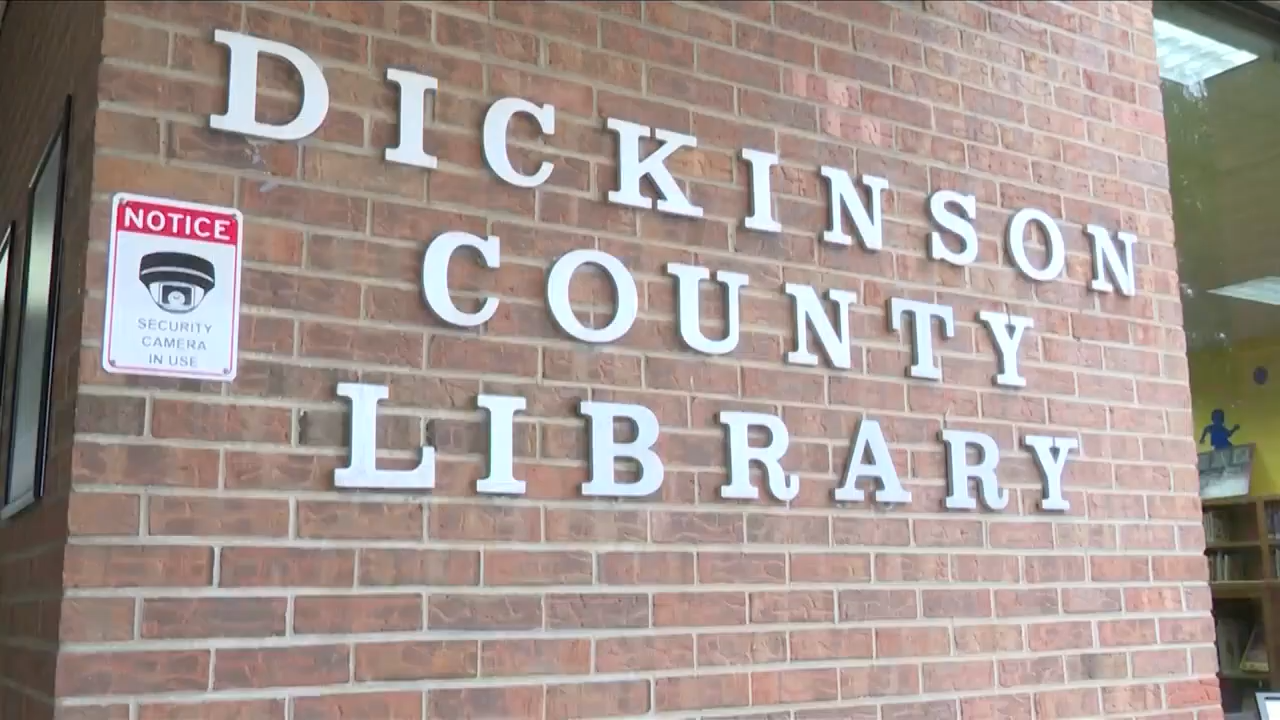 DICKINSON
COUNTY
LIBRARY
NOTICE
SECURITY
CAMERA
IN USE